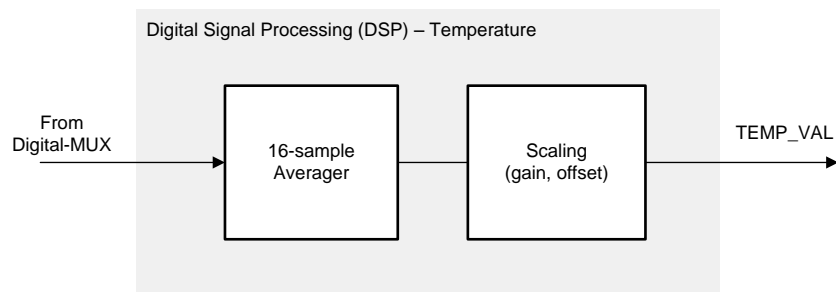 Digital Signal Processing (DSP) – Temperature
From
Digital-MUX
16-sample
Averager
Scaling
(gain, offset)
TEMP_VAL